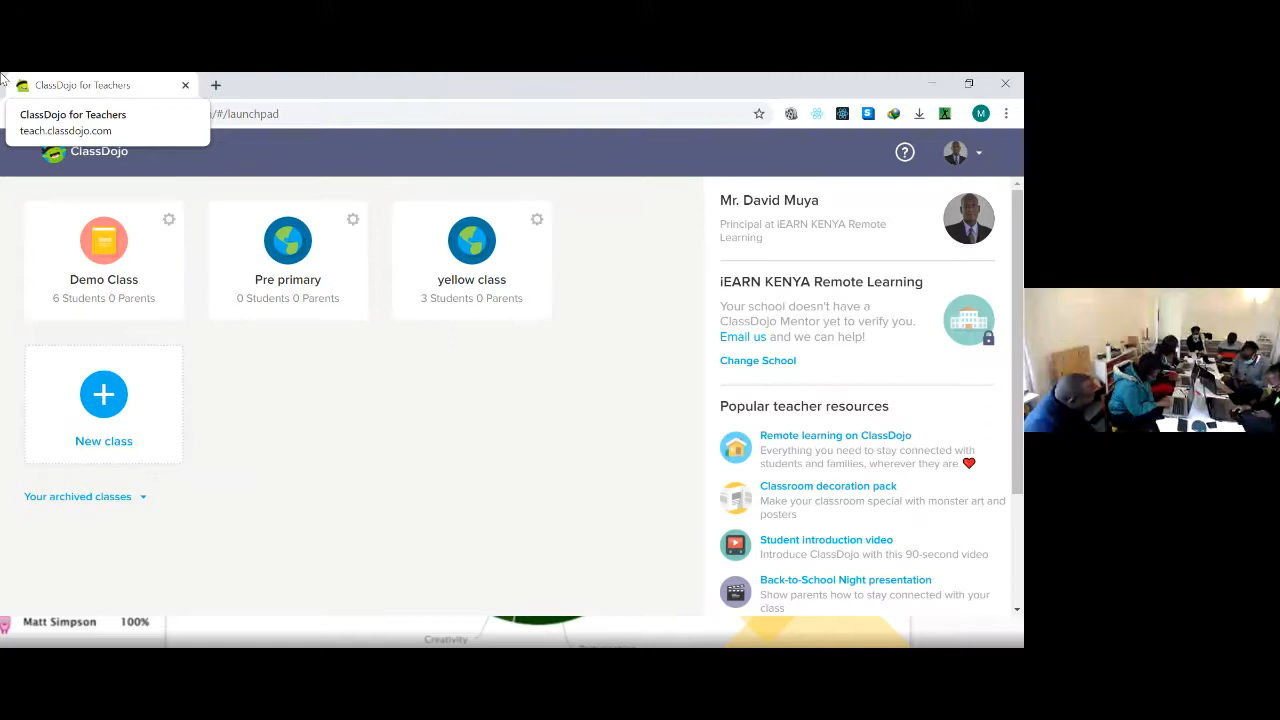 ClassDojo for Teachers
ClassDojo for Teachers
teach.classdojo.com
/#/launchpad
M
ClassDojo
?
Demo Class
6 Students 0 Parents
Pre primary
0 Students 0 Parents
yellow class
3 Students 0 Parents
New class
Your archived classes
Mr. David Muya
Principal at iEARN KENYA Remote
Learning
iEARN KENYA Remote Learning
Your school doesn't have a
ClassDojo Mentor yet to verify you.
Email us and we can help!
Change School
Popular teacher resources
Remote learning on ClassDojo
Everything you need to stay connected with
students and families, wherever they are ❤️
Classroom decoration pack
Make your classroom special with monster art and
posters
Student introduction video
Introduce ClassDojo with this 90-second video
Back-to-School Night presentation
Show parents how to stay connected with your
class
Matt Simpson 100%
Creativity